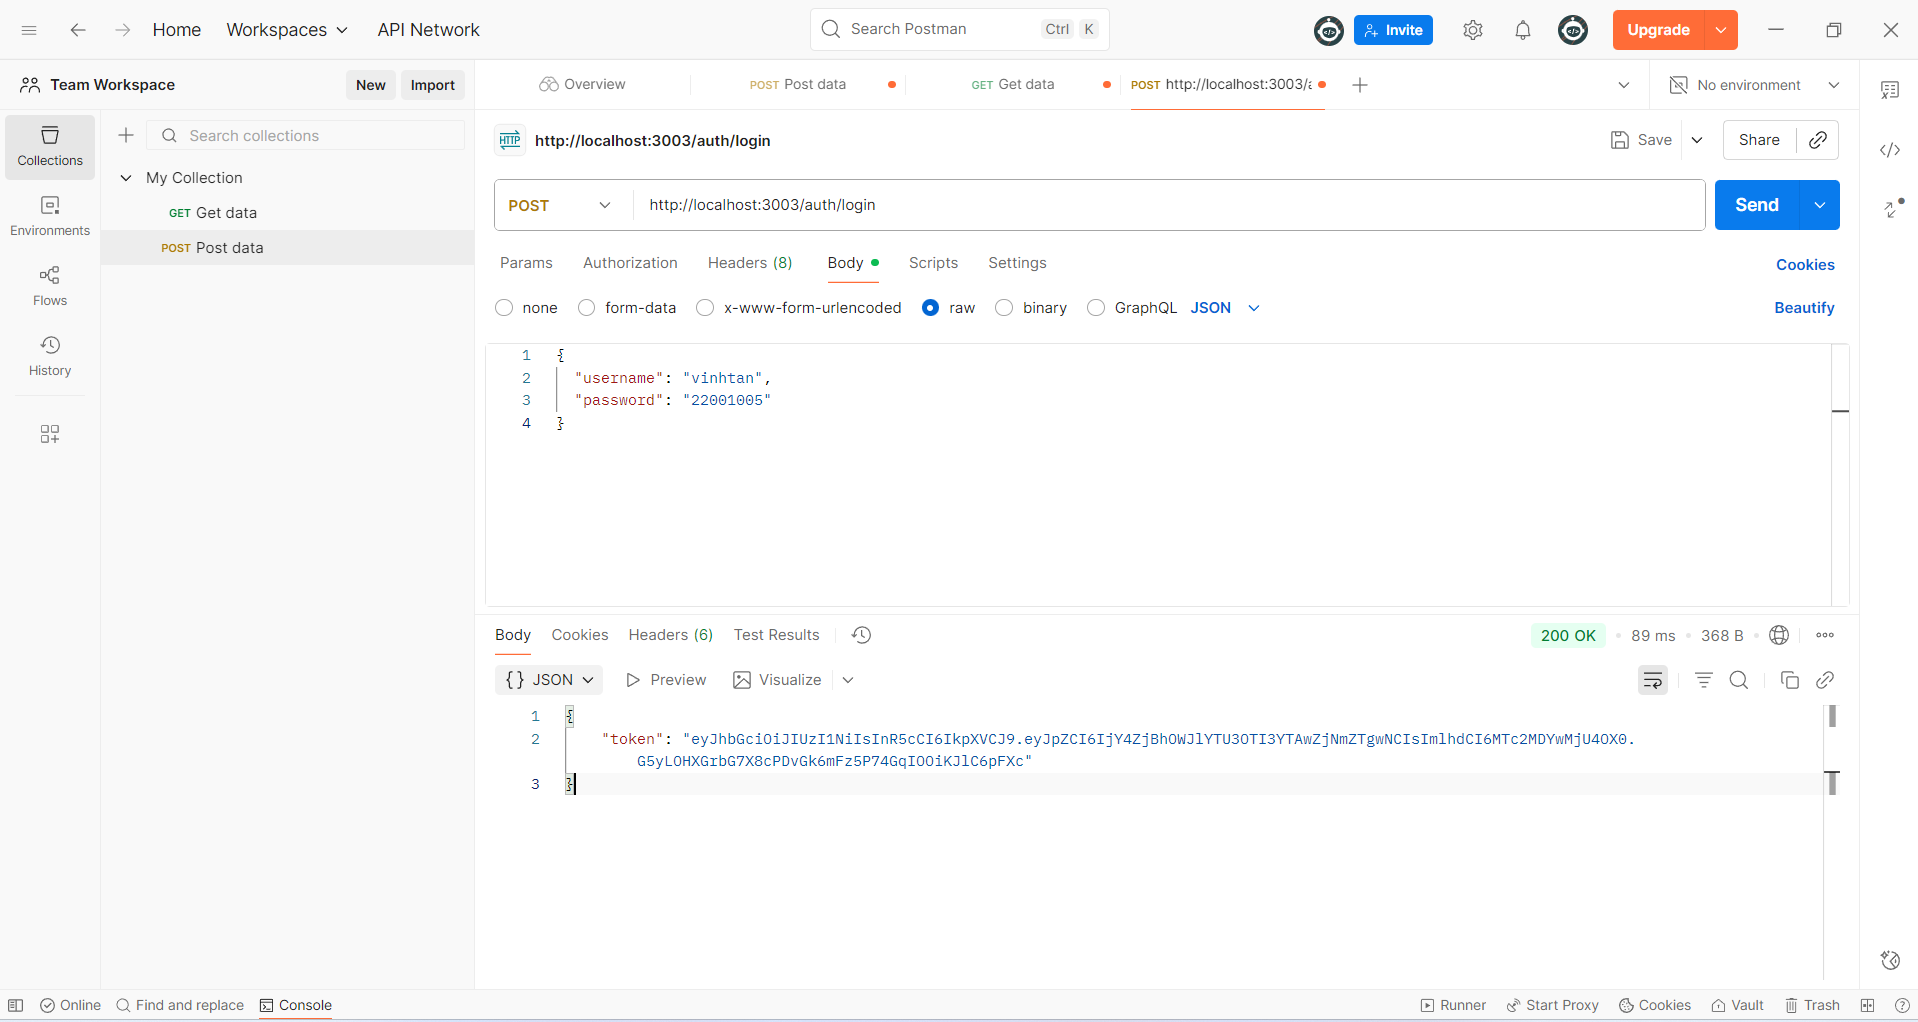 Home Workspaces API Network Search Postman Ctrl K Invite Upgrade
Team Workspace New Import Overview POST Post data GET Get data POST http://localhost:3003/a No environment
Collections
Environments
Flows
History
Search collections
My Collection
GET Get data
POST Post data
HTTP http://localhost:3003/auth/login Save Share
POST http://localhost:3003/auth/login Send
Params Authorization Headers (8) Body Scripts Settings Cookies
none form-data x-www-form-urlencoded raw binary GraphQL JSON Beautify
1 {
2 "username": "vinhtan",
3 "password": "22001005"
4 }
Body Cookies Headers (6) Test Results 200 OK • 89 ms • 368 B •
{} JSON Preview Visualize
1 {
2 "token": "eyJhbGciOiJIUzI1NiIsInR5cCI6IkpXVCJ9.eyJpZCI6IjY4ZjBhOWJlYTU3OTI3YTAwZjNmZTgwNCIsImlhdCI6MTc2MDYwMjU4OX0.
G5yLOHXGrbG7X8cPDvGk6mFz5P74GqIOOiKJlC6pFXc"
3 }
Online Find and replace Console Runner Start Proxy Cookies Vault Trash